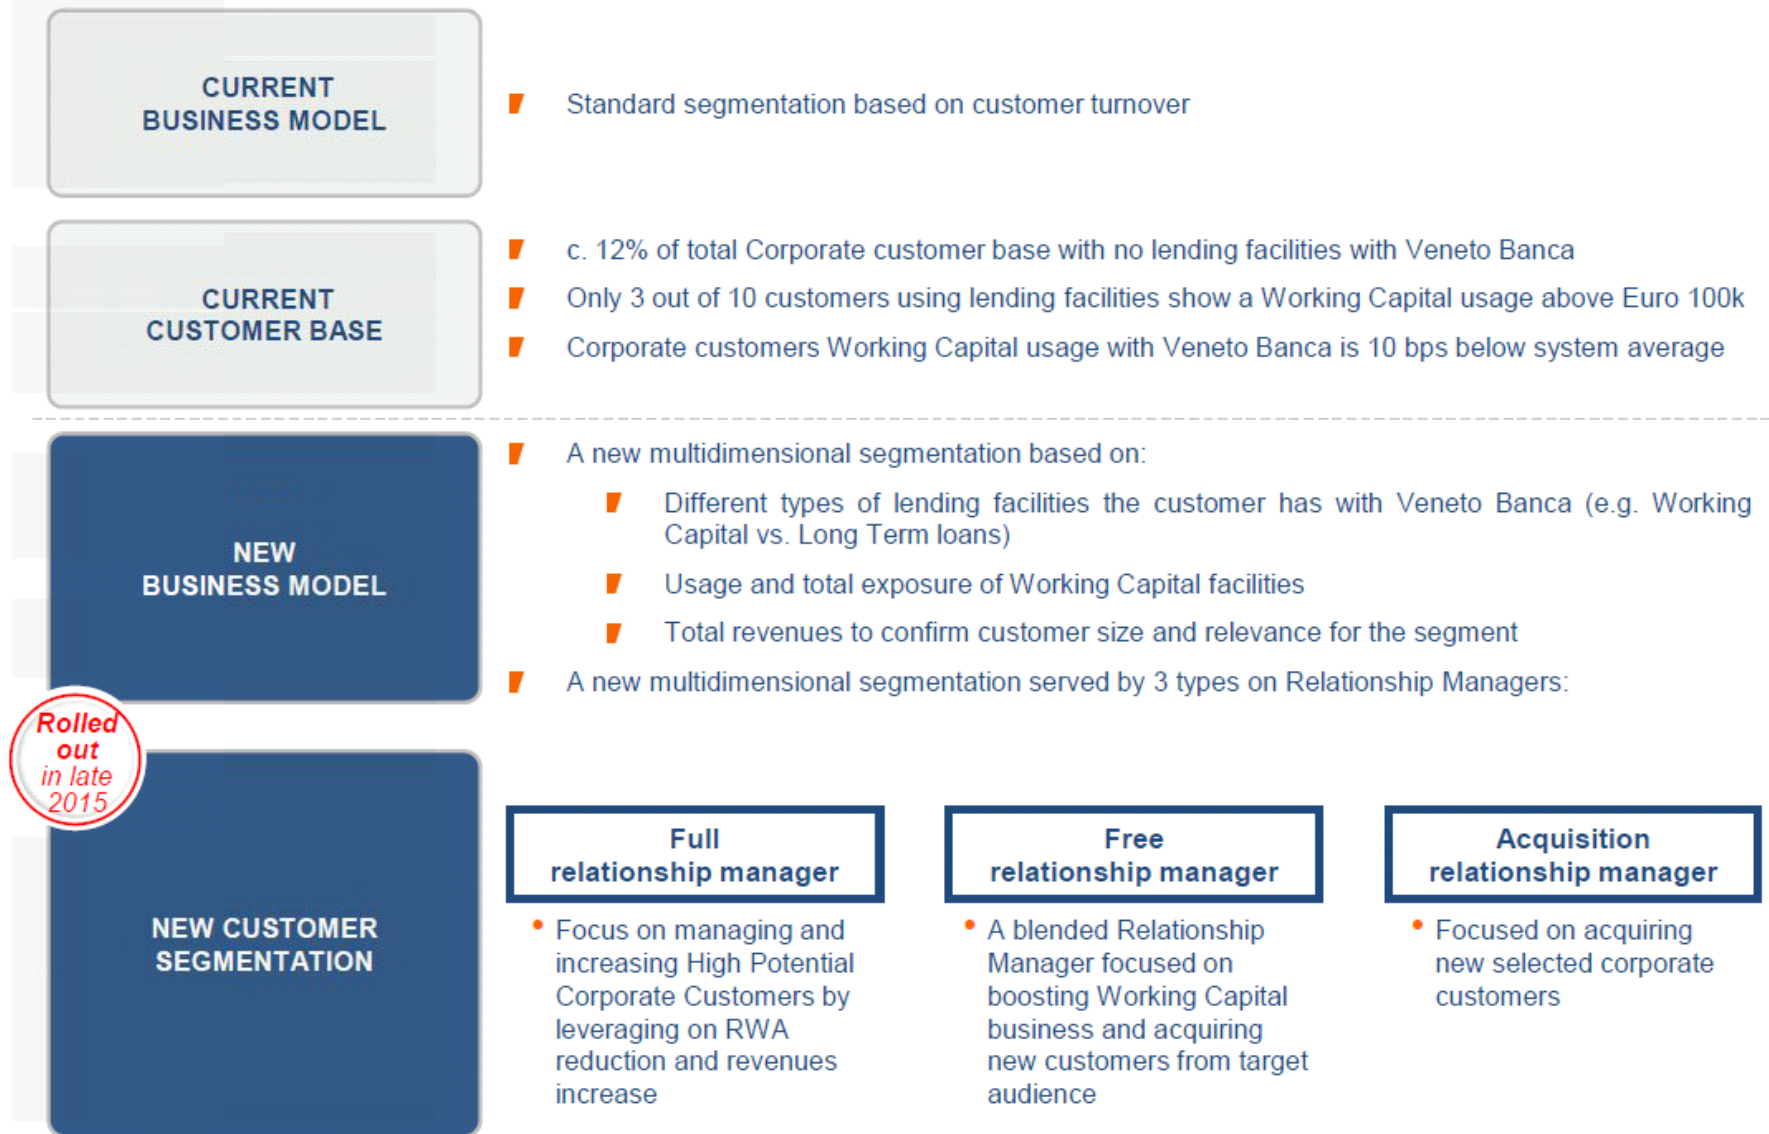 CURRENT
BUSINESS MODEL
Standard segmentation based on customer turnover
CURRENT
CUSTOMER BASE
c. 12% of total Corporate customer base with no lending facilities with Veneto Banca
Only 3 out of 10 customers using lending facilities show a Working Capital usage above Euro 100k
Corporate customers Working Capital usage with Veneto Banca is 10 bps below system average
NEW
BUSINESS MODEL
A new multidimensional segmentation based on:
Different types of lending facilities the customer has with Veneto Banca (e.g. Working
Capital vs. Long Term loans)
Usage and total exposure of Working Capital facilities
Total revenues to confirm customer size and relevance for the segment
A new multidimensional segmentation served by 3 types on Relationship Managers:
Rolled
out
in late
2015
NEW CUSTOMER
SEGMENTATION
Full
relationship manager
• Focus on managing and
increasing High Potential
Corporate Customers by
leveraging on RWA
reduction and revenues
increase
Free
relationship manager
• A blended Relationship
Manager focused on
boosting Working Capital
business and acquiring
new customers from target
audience
Acquisition
relationship manager
• Focused on acquiring
new selected corporate
customers